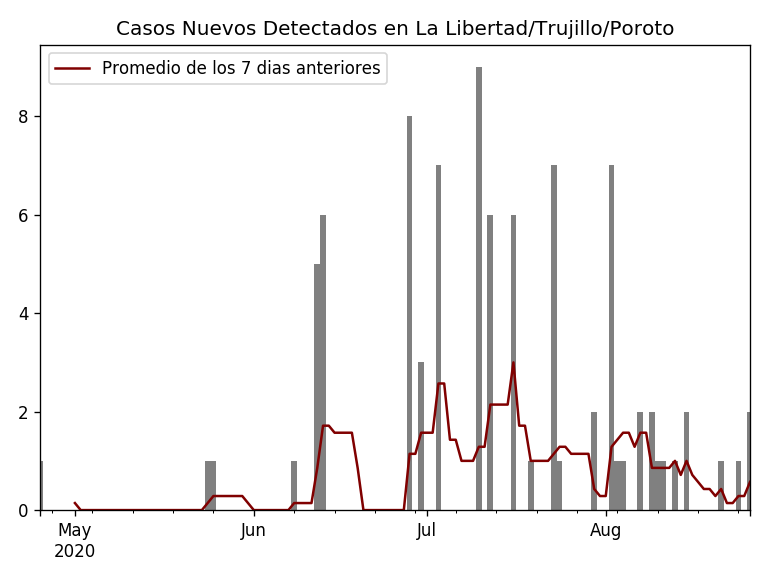 Casos Nuevos Detectados en La Libertad/Trujillo/Poroto
Promedio de los 7 dias anteriores
8
6
4
2
0
May Jun Jul Aug
2020